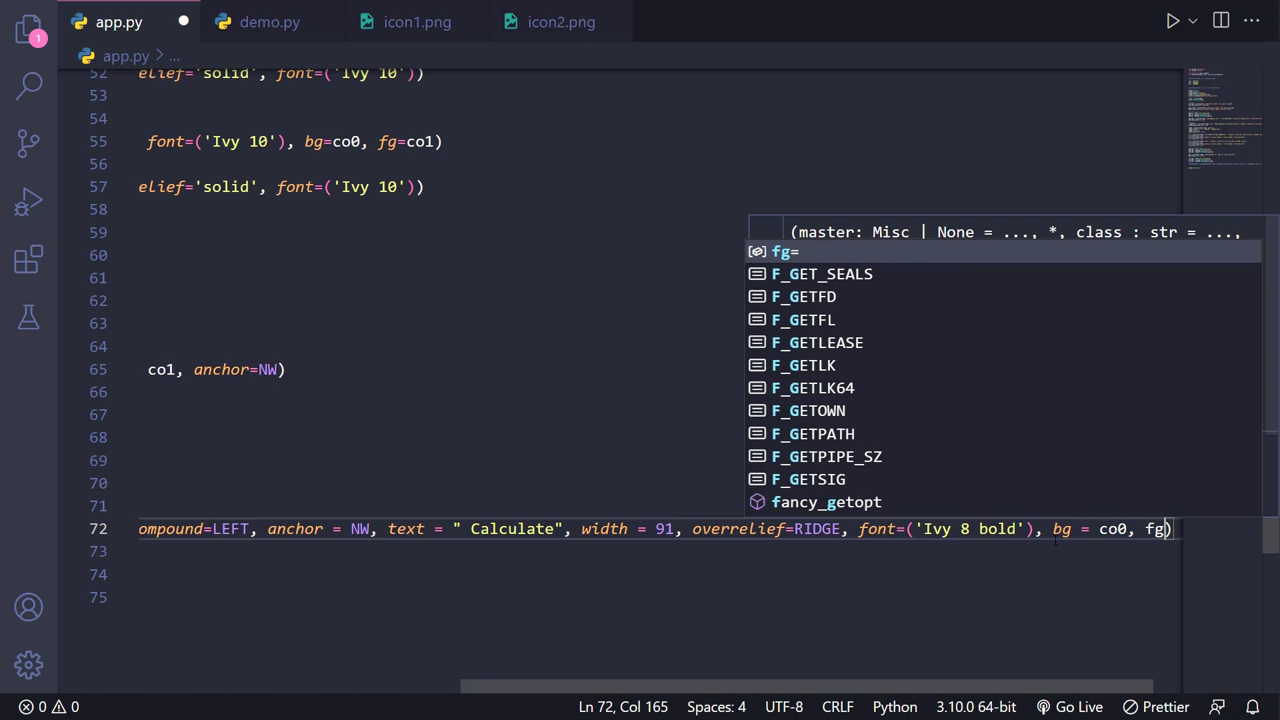 app.py
demo.py
icon1.png
icon2.png
1
app.py > ...
52 elief='solid', font=('Ivy 10'))
53
54
55 font=('Ivy 10'), bg=co0, fg=co1)
56
57 elief='solid', font=('Ivy 10'))
58
59 (master: Misc | None = ..., *, class : str = ...,
60 fg=
61 F_GET_SEALS
62 F_GETFD
63 F_GETFL
64 F_GETLEASE
65 co1, anchor=NW) F_GETLK
66 F_GETLK64
67 F_GETOWN
68 F_GETPATH
69 F_GETPIPE_SZ
70 F_GETSIG
71 fancy_getopt
72 ompound=LEFT, anchor = NW, text = " Calculate", width = 91, overrelief=RIDGE, font=('Ivy 8 bold'), bg = co0, fg)
73
74
75
0 0 Ln 72, Col 165 Spaces: 4 UTF-8 CRLF Python 3.10.0 64-bit Go Live Prettier